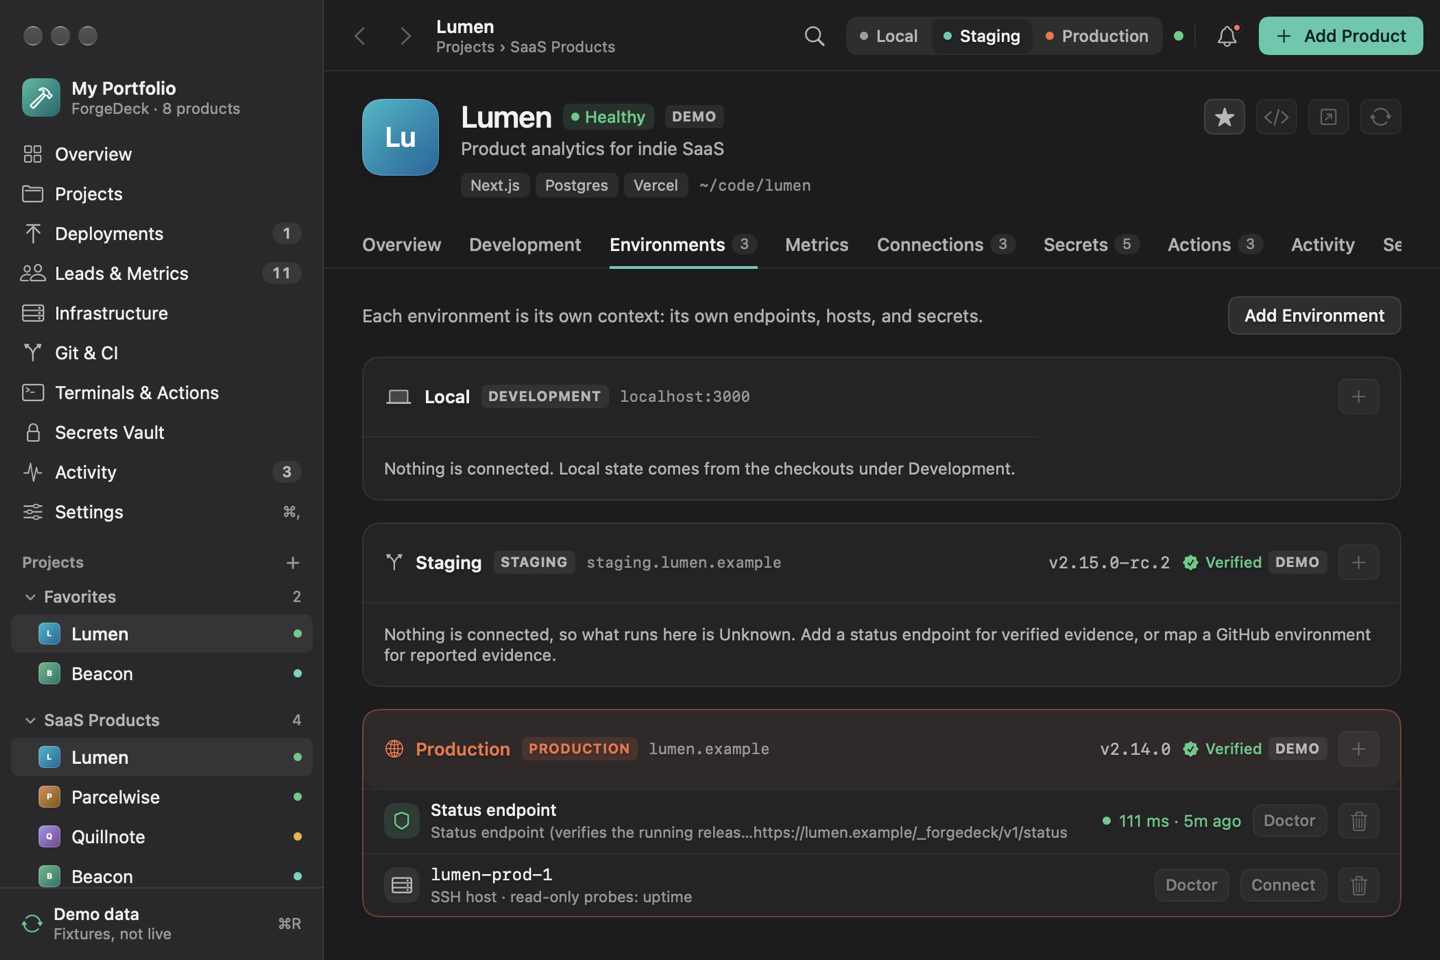 My Portfolio
ForgeDeck · 8 products
Overview
Projects
Deployments 1
Leads & Metrics 11
Infrastructure
Git & CI
Terminals & Actions
Secrets Vault
Activity 3
Settings ⌘,
Projects
Favorites 2
L Lumen
B Beacon
SaaS Products 4
L Lumen
P Parcelwise
Q Quillnote
B Beacon
Demo data ⌘R
Fixtures, not live
Lumen
Projects › SaaS Products
Local Staging Production
Add Product
Lu
Lumen Healthy DEMO
Product analytics for indie SaaS
Next.js Postgres Vercel ~/code/lumen
Overview Development Environments 3 Metrics Connections 3 Secrets 5 Actions 3 Activity Se
Each environment is its own context: its own endpoints, hosts, and secrets.
Add Environment
Local DEVELOPMENT localhost:3000
Nothing is connected. Local state comes from the checkouts under Development.
Staging STAGING staging.lumen.example v2.15.0-rc.2 Verified DEMO
Nothing is connected, so what runs here is Unknown. Add a status endpoint for verified evidence, or map a GitHub environment
for reported evidence.
Production PRODUCTION lumen.example v2.14.0 Verified DEMO
Status endpoint
Status endpoint (verifies the running releas...https://lumen.example/_forgedeck/v1/status
111 ms · 5m ago Doctor
lumen-prod-1
SSH host · read-only probes: uptime
Doctor Connect